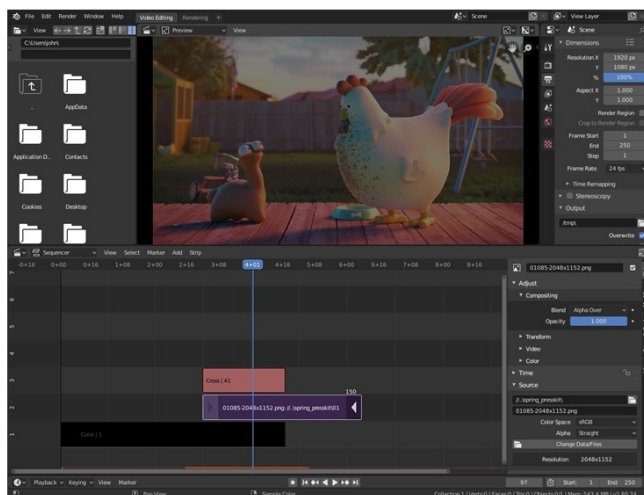 File Edit Render Window Help Video Editing Rendering + Scene View Layer
View Preview View Scene
C:\Users\john\
Dimensions
Resolution X 1920 px
Y 1080 px
% 100%
.. AppData
Aspect X 1.000
Y 1.000
Render Region
Crop to Render Region
Application D.. Contacts
Frame Start 1
End 250
Step 1
Frame Rate 24 fps
Time Remapping
Stereoscopy
Cookies Desktop
Output
/tmp\
Overwrite
Sequencer View Select Marker Add Strip
-0+16 0+00 0+16 1+08 2+00 2+16 3+08 4+01 4+16 5+08 6+00 6+16 7+08 8+00 8+16
01085-2048x1152.png
Adjust
Compositing
Blend Alpha Over
Opacity 1.000
Transform
Video
Color
Cross | 41
Time
Source
150
01085-2048x1152.png: //..\spring_presskit\01
//..\spring_presskit\
01085-2048x1152.png
Color Space sRGB
Color | 1
Alpha Straight
Change Data/Files
Resolution 2048x1152
Playback Keying View Marker 97 Start: 1 End: 250
Pan View Sample Color